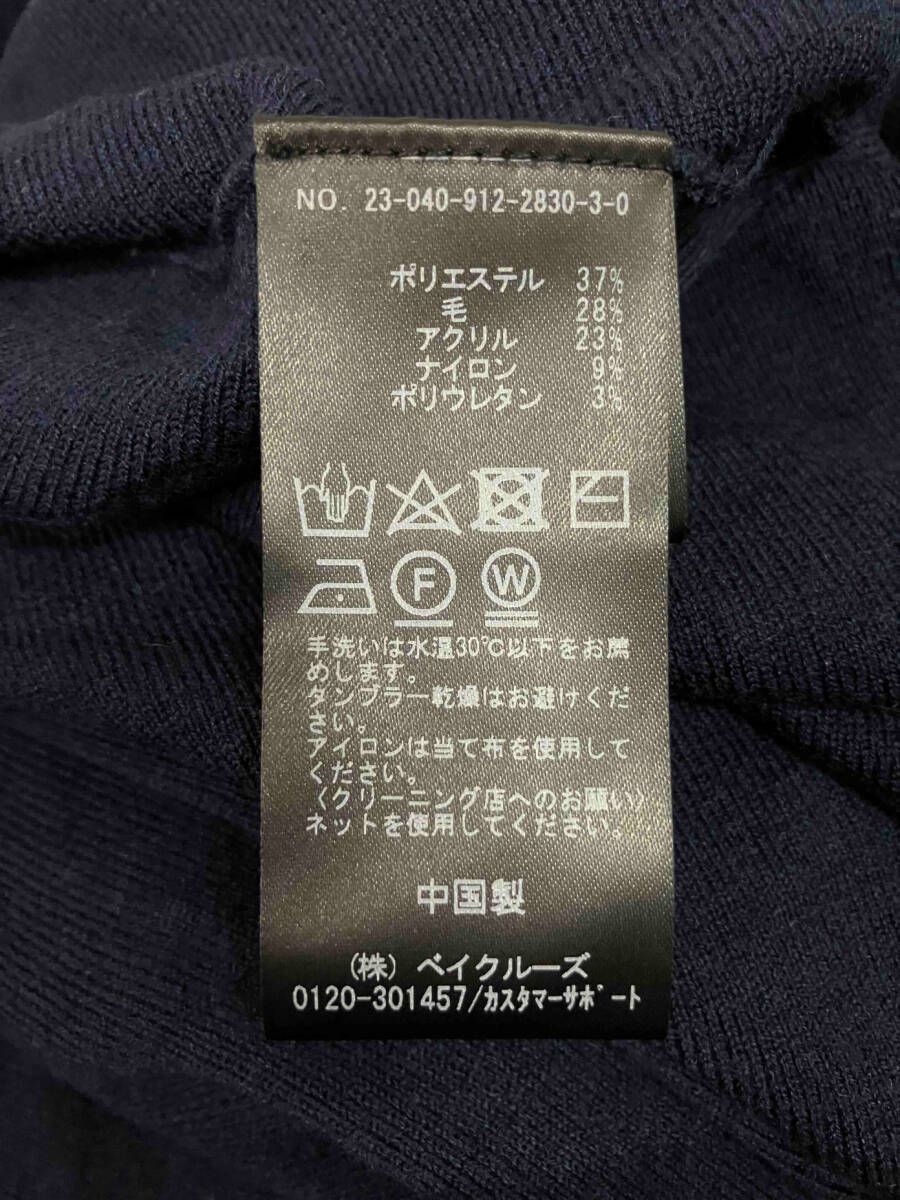 NO. 23-040-912-2830-3-0
ポリエステル 37%
毛 28%
アクリル 23%
ナイロン 9%
ポリウレタン 3%
F W
手洗いは水温30℃以下をお薦
めします。
タンブラー乾燥はお避けくだ
さい。
アイロンは当て布を使用して
ください。
〈クリーニング店へのお願い〉
ネットを使用してください。
中国製
(株) ベイクルーズ
0120-301457/ｶｽﾀﾏｰｻﾎﾟｰﾄ